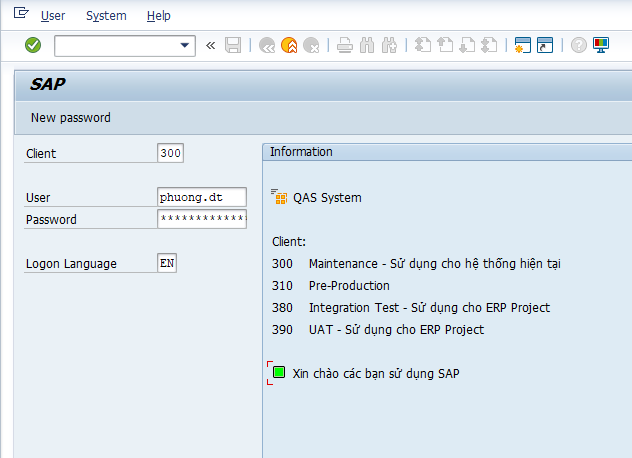 User System Help
SAP
New password
Client 300
User phuong.dt
Password *************
Logon Language EN
Information
QAS System
Client:
300 Maintenance - Sử dụng cho hệ thống hiện tại
310 Pre-Production
380 Integration Test - Sử dụng cho ERP Project
390 UAT - Sử dụng cho ERP Project
Xin chào các bạn sử dụng SAP